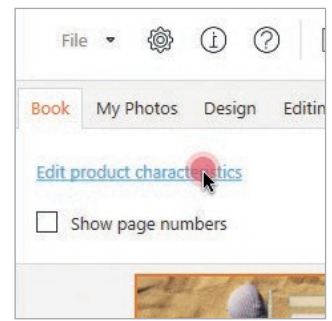 File
Book My Photos Design Editin
Edit product characteristics
Show page numbers